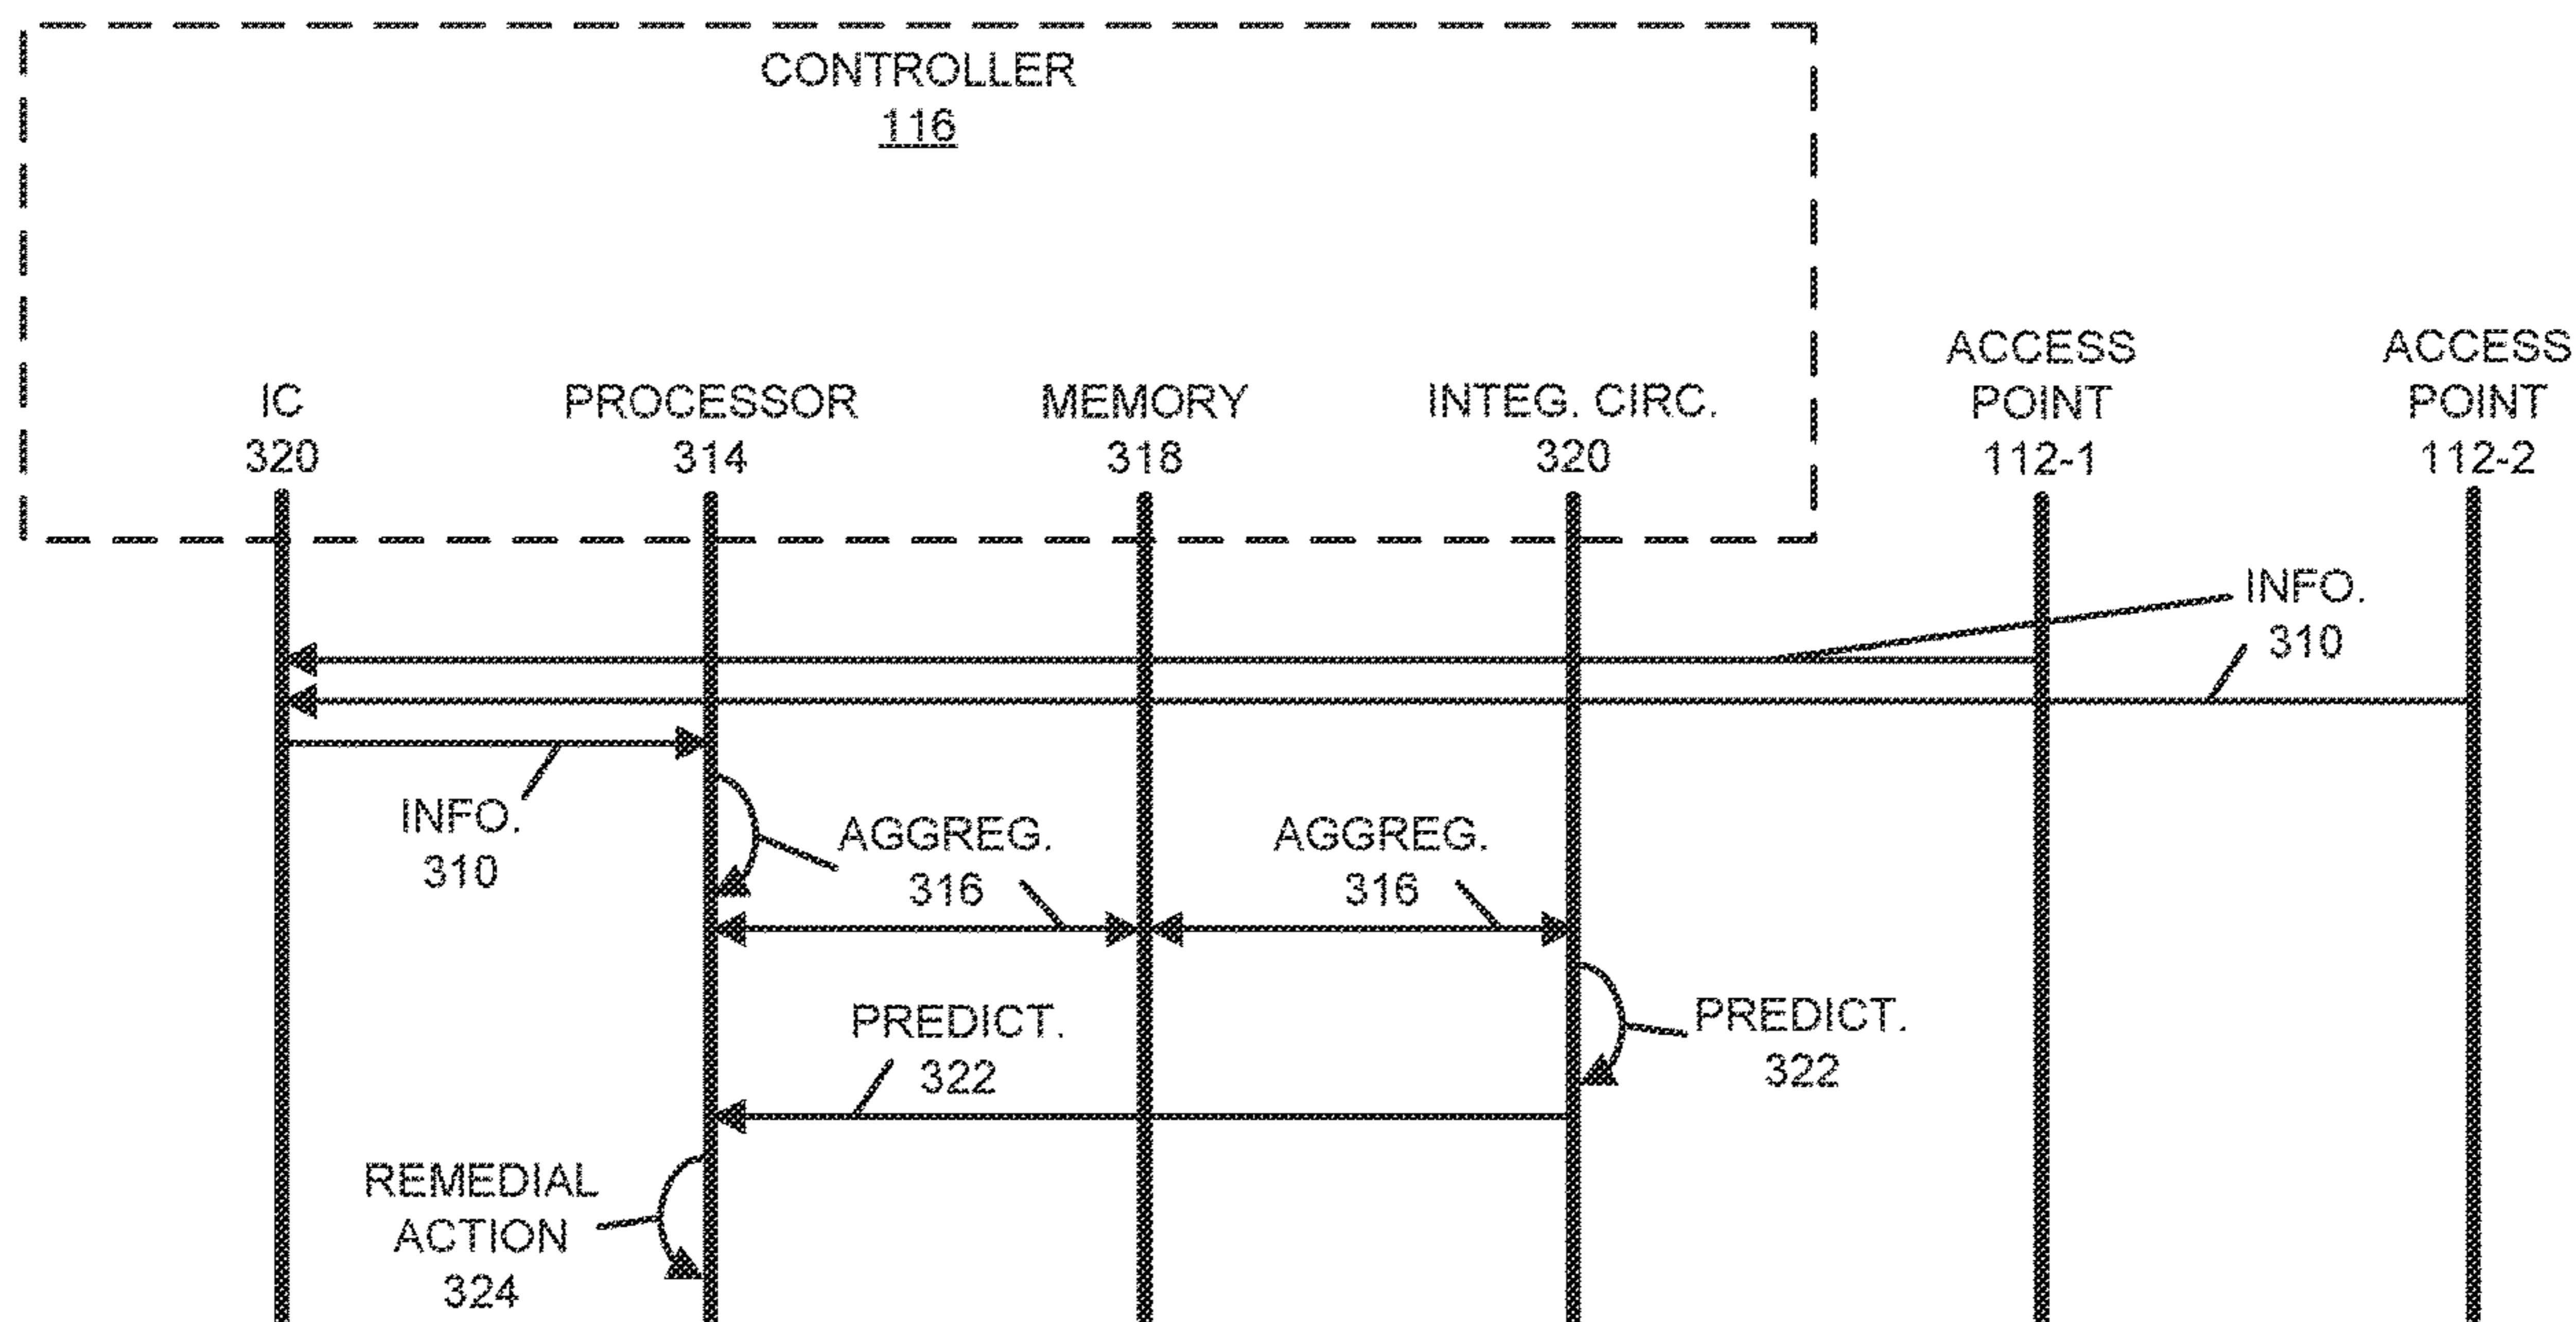 CONTROLLER
116
IC
320
PROCESSOR
314
MEMORY
318
INTEG. CIRC.
320
ACCESS
POINT
112-1
ACCESS
POINT
112-2
INFO.
310
INFO.
310
AGGREG.
316
AGGREG.
316
PREDICT.
322
PREDICT.
322
REMEDIAL
ACTION
324